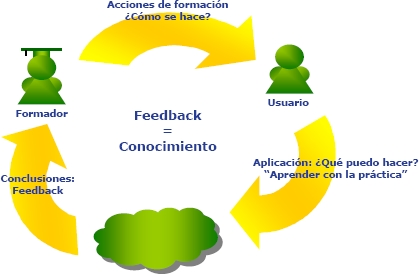 Acciones de formación
¿Cómo se hace?
Formador
Usuario
Feedback
=
Conocimiento
Aplicación: ¿Qué puedo hacer?
“Aprender con la práctica”
Conclusiones:
Feedback